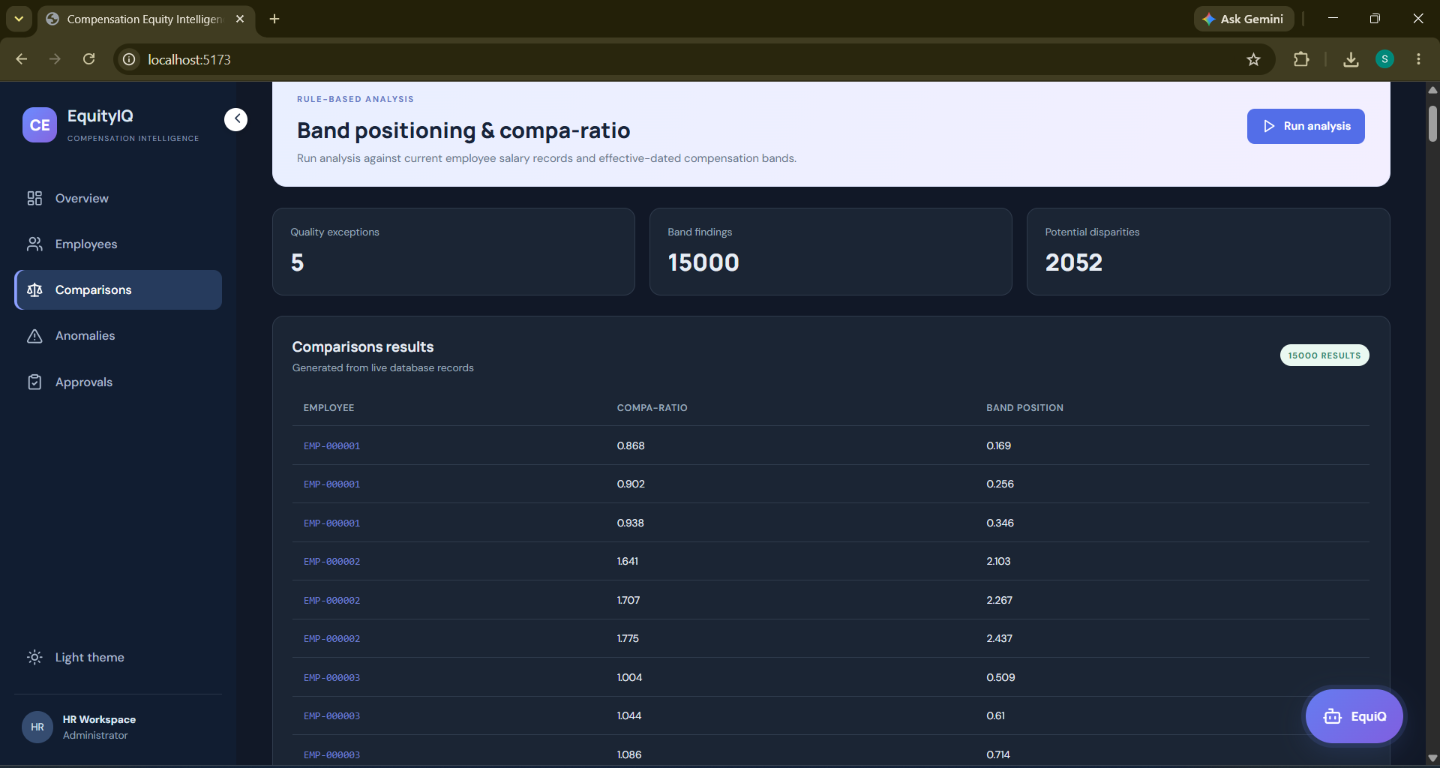 Compensation Equity Intelligen
Ask Gemini
localhost:5173
S
CE
EquityIQ
COMPENSATION INTELLIGENCE
Overview
Employees
Comparisons
Anomalies
Approvals
Light theme
HR
HR Workspace
Administrator
RULE-BASED ANALYSIS
Band positioning & compa-ratio
Run analysis against current employee salary records and effective-dated compensation bands.
Run analysis
Quality exceptions
5
Band findings
15000
Potential disparities
2052
Comparisons results
Generated from live database records
15000 RESULTS
EMPLOYEE COMPA-RATIO BAND POSITION
EMP-000001 0.868 0.169
EMP-000001 0.902 0.256
EMP-000001 0.938 0.346
EMP-000002 1.641 2.103
EMP-000002 1.707 2.267
EMP-000002 1.775 2.437
EMP-000003 1.004 0.509
EMP-000003 1.044 0.61
EMP-000003 1.086 0.714
EquiQ